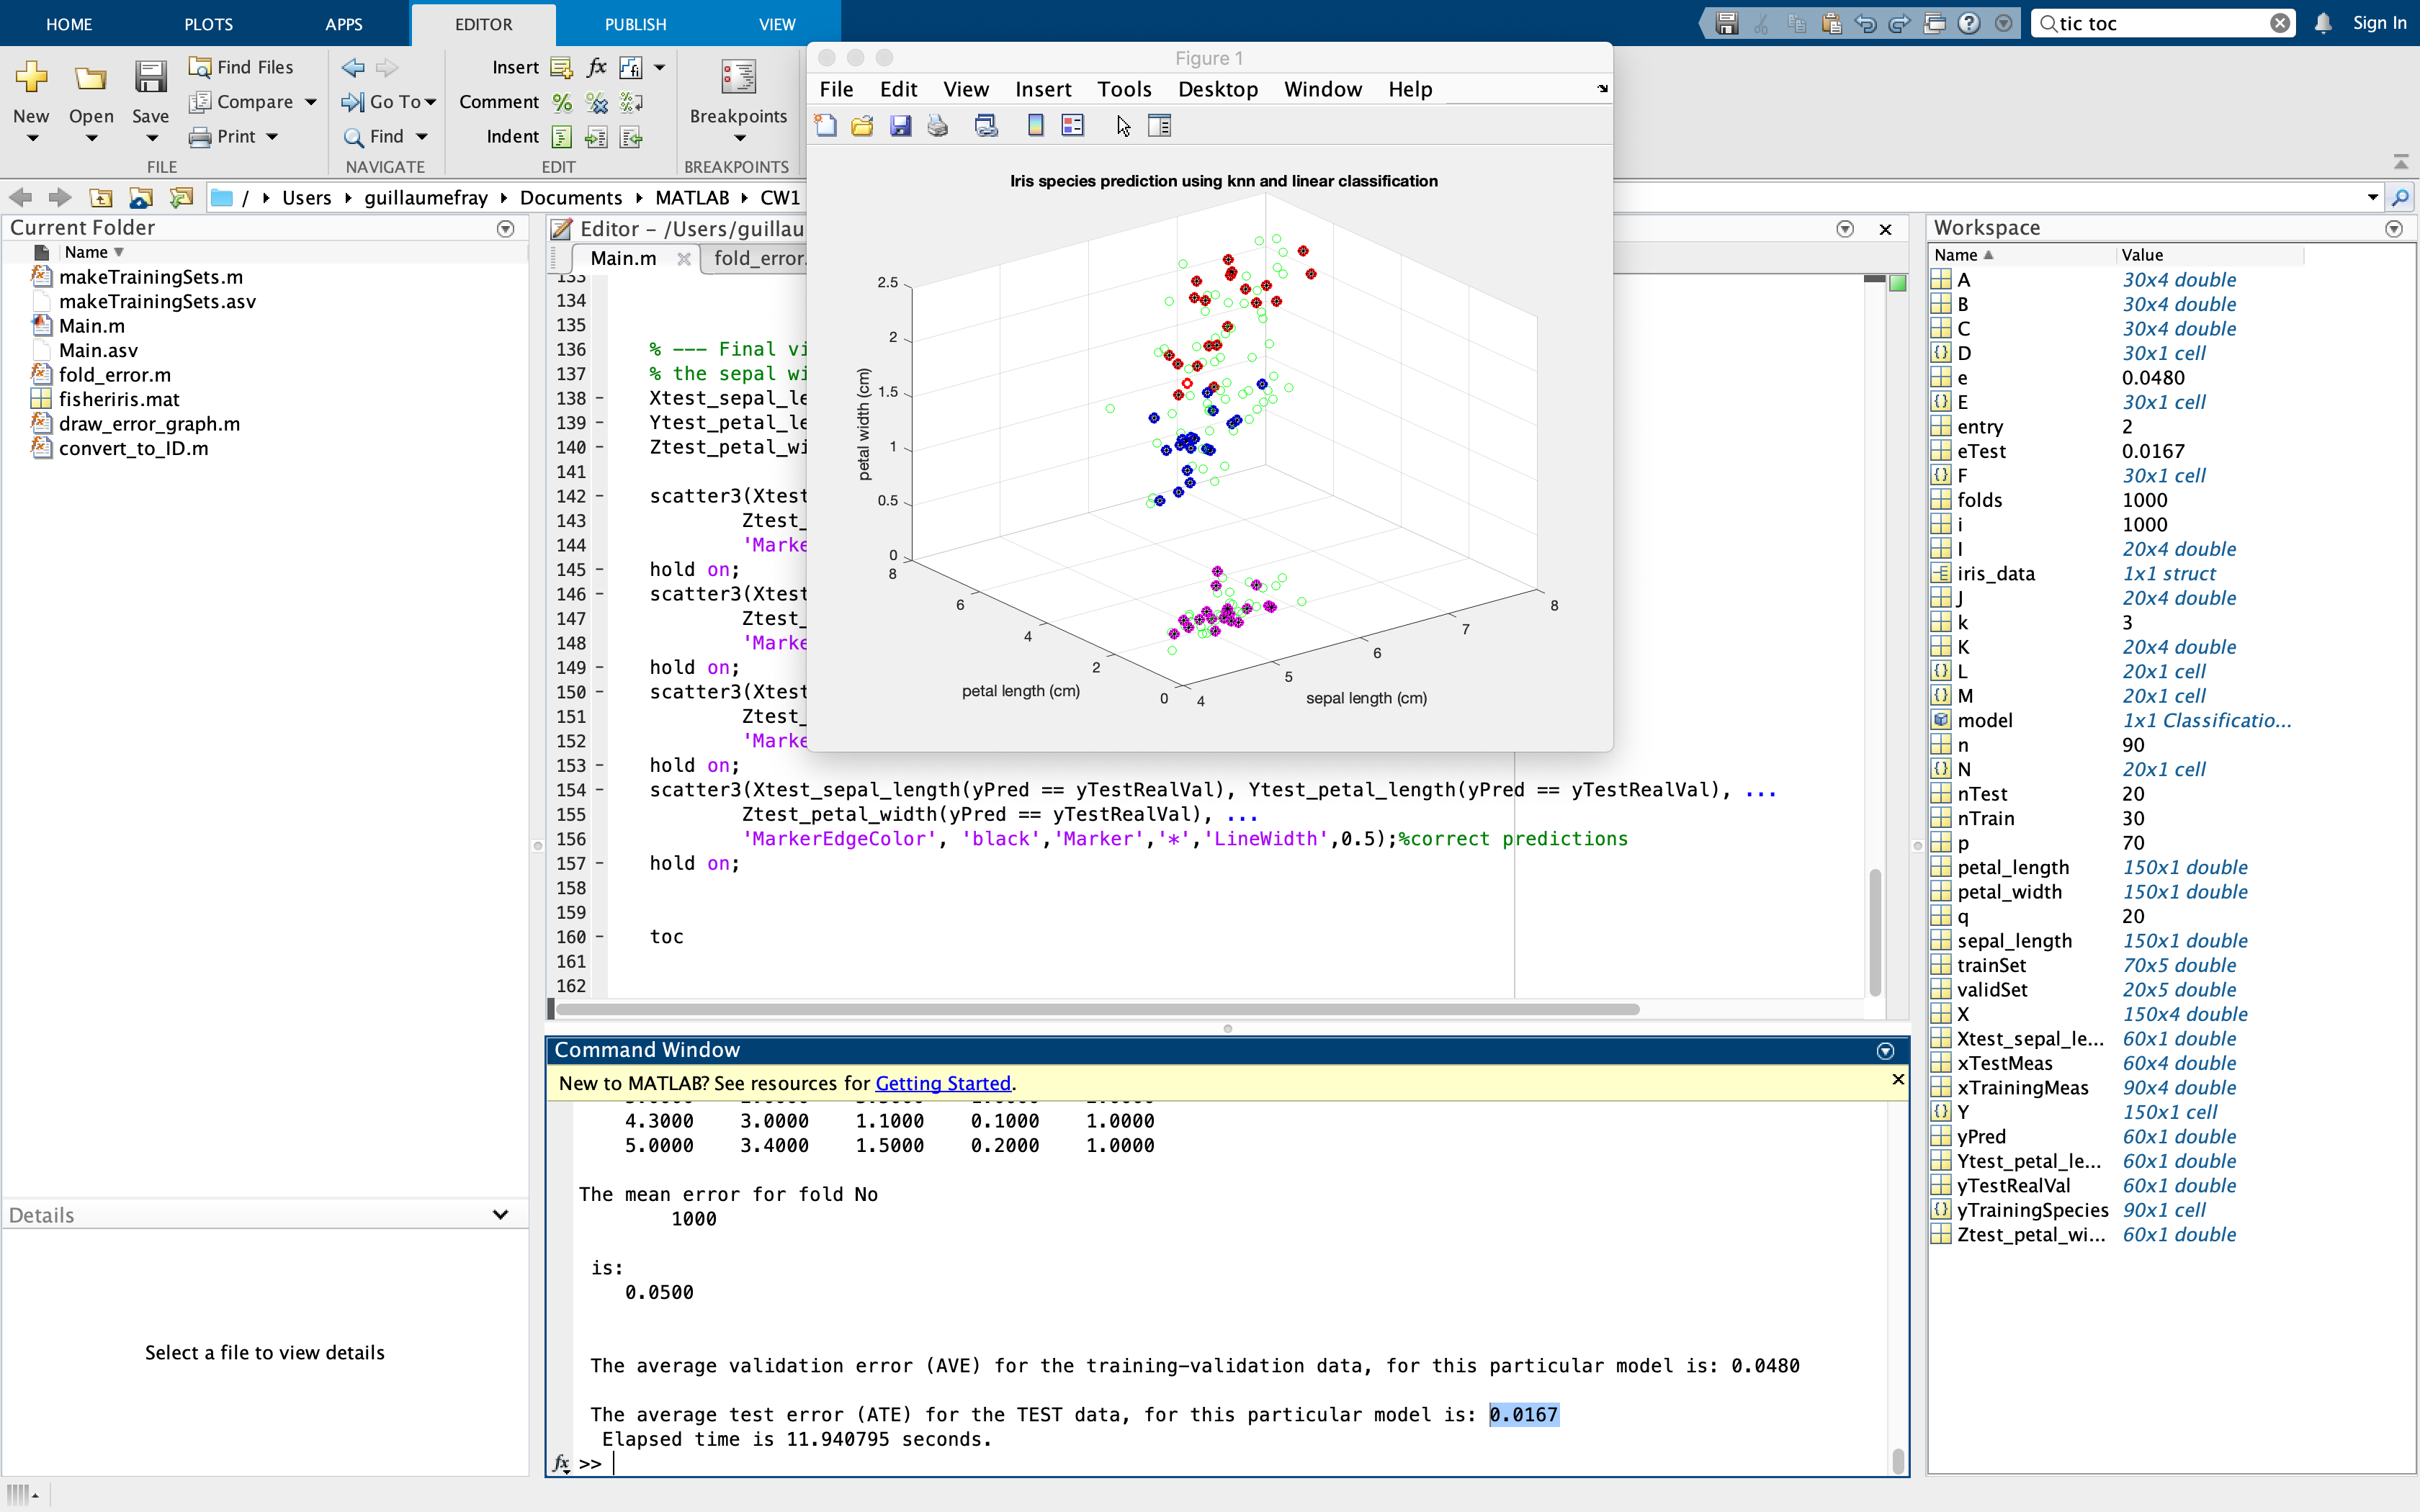 HOME PLOTS APPS EDITOR PUBLISH VIEW
tic toc
Sign In
New
Open
Save
Find Files
Compare
Print
FILE
Go To
Find
NAVIGATE
Insert
Comment
Indent
EDIT
Breakpoints
BREAKPOINTS
/ Users guillaumefray Documents MATLAB CW1
Current Folder
Name
makeTrainingSets.m
makeTrainingSets.asv
Main.m
Main.asv
fold_error.m
fisheriris.mat
draw_error_graph.m
convert_to_ID.m
Details
Select a file to view details
Editor – /Users/guillau
Main.m fold_error.
133
134
135
136 % --- Final vi
137 % the sepal wi
138 – Xtest_sepal_le
139 – Ytest_petal_le
140 – Ztest_petal_wi
141
142 – scatter3(Xtest
143 Ztest_
144 'Marke
145 – hold on;
146 – scatter3(Xtest
147 Ztest_
148 'Marke
149 – hold on;
150 – scatter3(Xtest
151 Ztest_
152 'Marke
153 – hold on;
154 – scatter3(Xtest_sepal_length(yPred == yTestRealVal), Ytest_petal_length(yPred == yTestRealVal), ...
155 Ztest_petal_width(yPred == yTestRealVal), ...
156 'MarkerEdgeColor', 'black','Marker','*','LineWidth',0.5);%correct predictions
157 – hold on;
158
159
160 – toc
161
162
Figure 1
File Edit View Insert Tools Desktop Window Help
Iris species prediction using knn and linear classification
2.5
2
1.5
1
0.5
0
petal width (cm)
8
6
4
2
0
petal length (cm)
4
5
6
7
8
sepal length (cm)
Command Window
New to MATLAB? See resources for Getting Started.
4.3000 3.0000 1.1000 0.1000 1.0000
5.0000 3.4000 1.5000 0.2000 1.0000
The mean error for fold No
1000
is:
0.0500
The average validation error (AVE) for the training-validation data, for this particular model is: 0.0480
The average test error (ATE) for the TEST data, for this particular model is: 0.0167
Elapsed time is 11.940795 seconds.
fx >>
Workspace
Name Value
A 30x4 double
B 30x4 double
C 30x4 double
D 30x1 cell
e 0.0480
E 30x1 cell
entry 2
eTest 0.0167
F 30x1 cell
folds 1000
i 1000
I 20x4 double
iris_data 1x1 struct
J 20x4 double
k 3
K 20x4 double
L 20x1 cell
M 20x1 cell
model 1x1 Classificatio...
n 90
N 20x1 cell
nTest 20
nTrain 30
p 70
petal_length 150x1 double
petal_width 150x1 double
q 20
sepal_length 150x1 double
trainSet 70x5 double
validSet 20x5 double
X 150x4 double
Xtest_sepal_le... 60x1 double
xTestMeas 60x4 double
xTrainingMeas 90x4 double
Y 150x1 cell
yPred 60x1 double
Ytest_petal_le... 60x1 double
yTestRealVal 60x1 double
yTrainingSpecies 90x1 cell
Ztest_petal_wi... 60x1 double